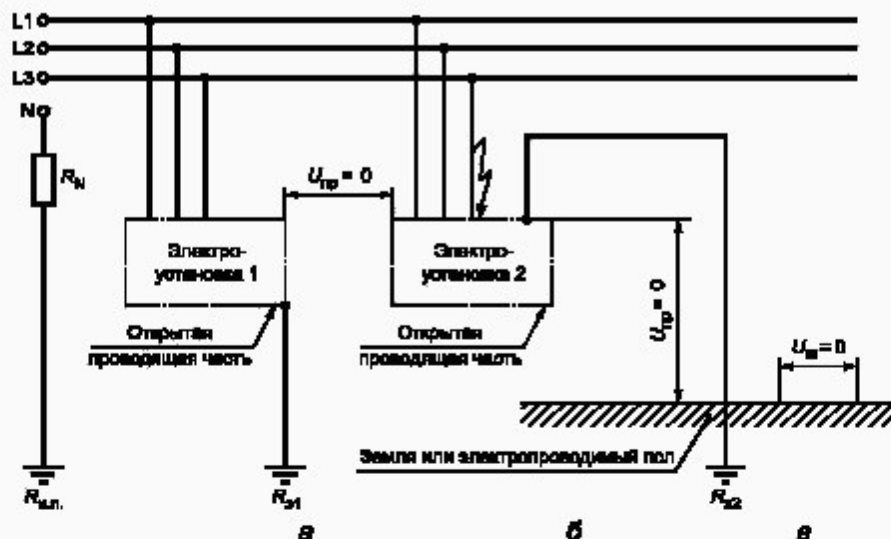 L1
L2
L3
N
R_N
U_пр = 0
Электро-
установка 1
Электро-
установка 2
U_пр = 0
Открытая
проводящая часть
Открытая
проводящая часть
U_ш = 0
Земля или электропроводимый пол
R_и.п.
R_з1
R_з2
а
б
в